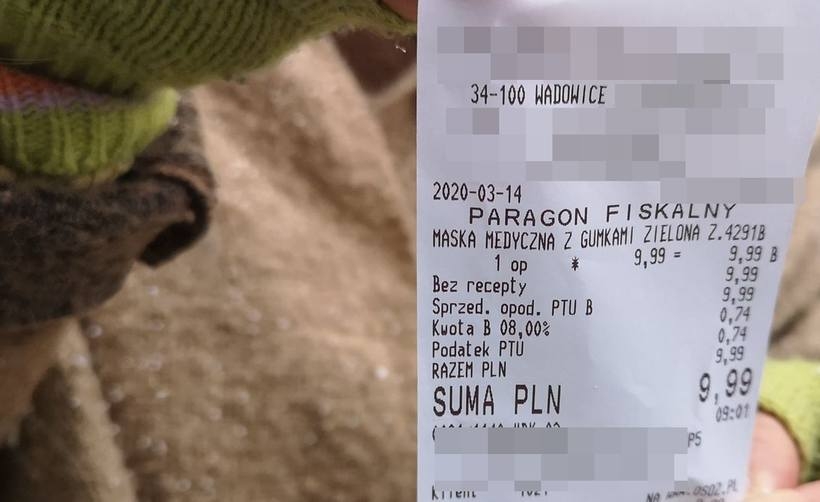 34-100 WADOWICE
2020-03-14
PARAGON FISKALNY
MASKA MEDYCZNA Z GUMKAMI ZIELONA Z.4291B
1 op * 9,99 = 9,99 B
Bez recepty 9,99
Sprzed. opod. PTU B 9,99
Kwota B 08,00% 0,74
Podatek PTU 0,74
RAZEM PLN 9,99
SUMA PLN 9,99
09:01